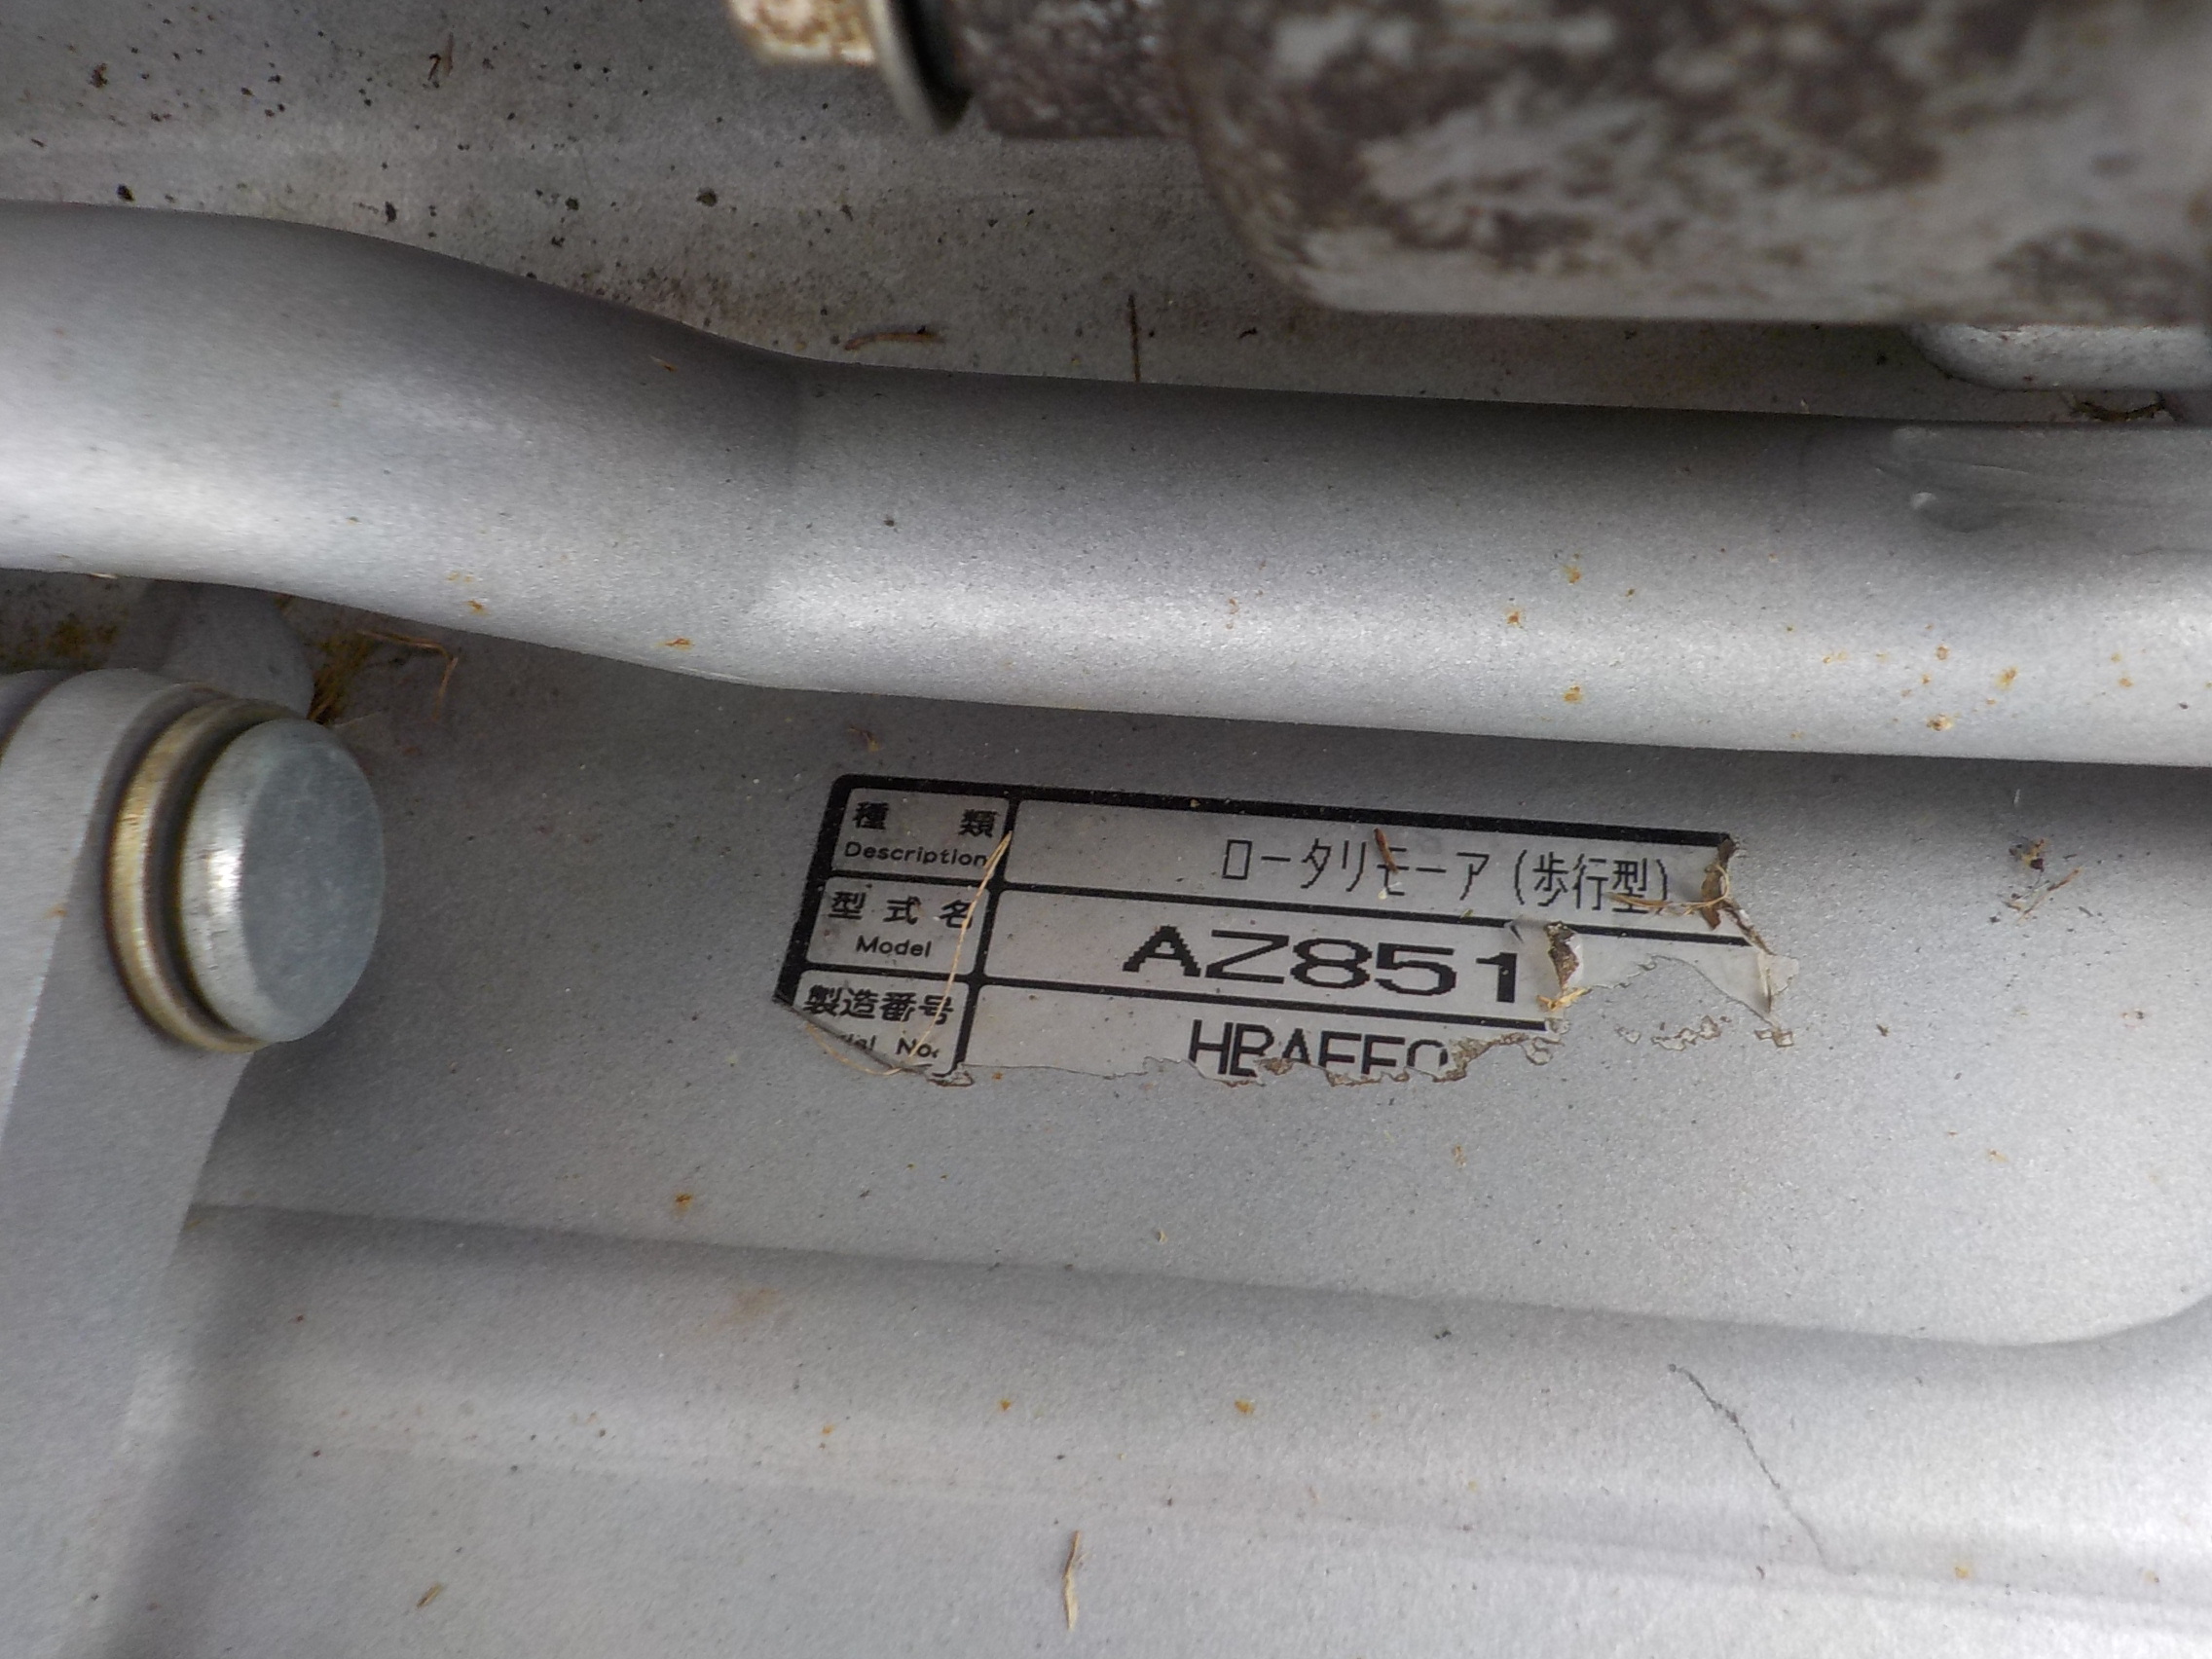 種類
Description
ロータリモーア(歩行型)
型式名
Model
AZ851
製造番号
No.